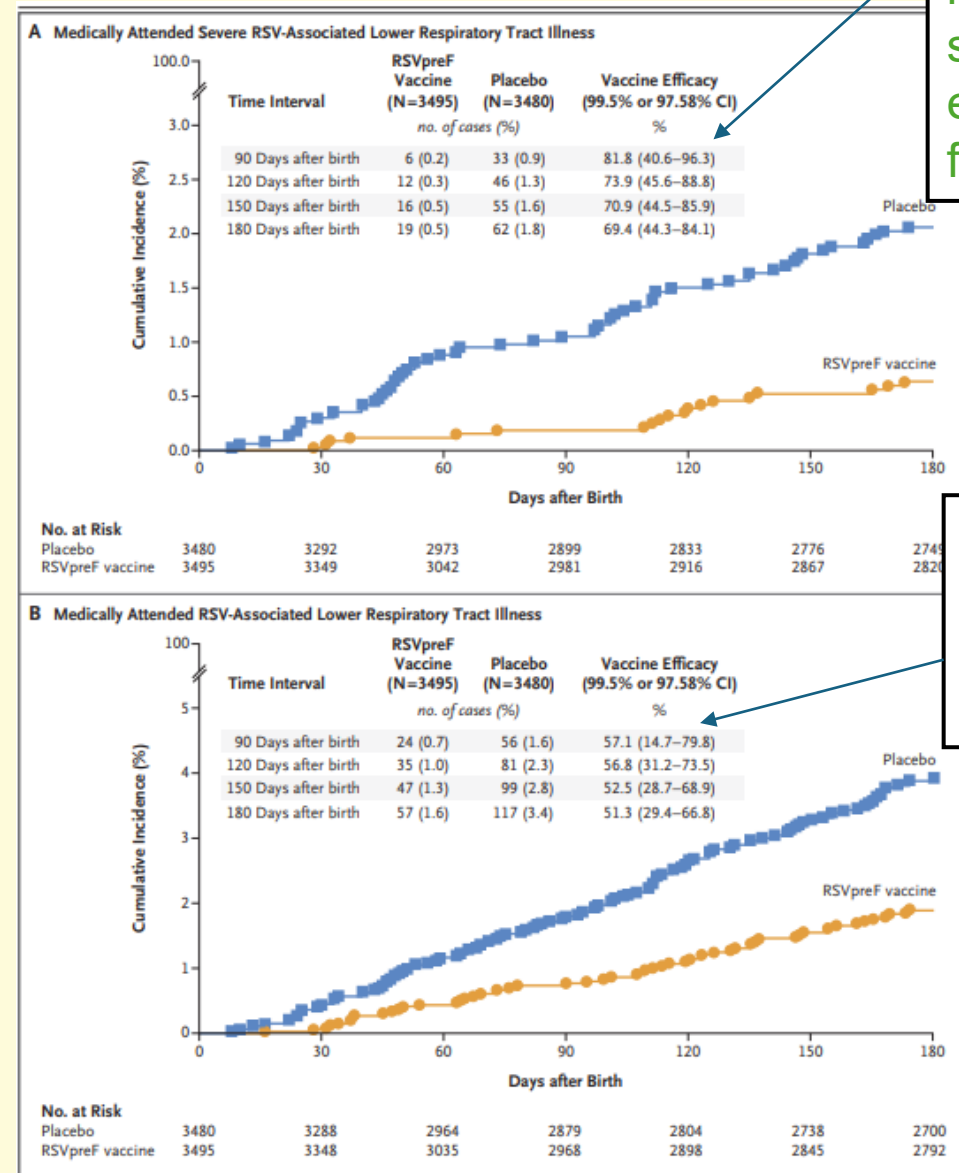 A Medically Attended Severe RSV-Associated Lower Respiratory Tract Illness
100.0
3.0
2.5
2.0
1.5
1.0
0.5
0.0
Cumulative Incidence (%)
Time Interval RSVpreF Vaccine (N=3495) Placebo (N=3480) Vaccine Efficacy (99.5% or 97.58% CI)
no. of cases (%) %
90 Days after birth 6 (0.2) 33 (0.9) 81.8 (40.6–96.3)
120 Days after birth 12 (0.3) 46 (1.3) 73.9 (45.6–88.8)
150 Days after birth 16 (0.5) 55 (1.6) 70.9 (44.5–85.9)
180 Days after birth 19 (0.5) 62 (1.8) 69.4 (44.3–84.1)
Placebo
RSVpreF vaccine
0 30 60 90 120 150 180
Days after Birth
No. at Risk
Placebo 3480 3292 2973 2899 2833 2776 2749
RSVpreF vaccine 3495 3349 3042 2981 2916 2867 2820
B Medically Attended RSV-Associated Lower Respiratory Tract Illness
100
5
4
3
2
1
0
Cumulative Incidence (%)
Time Interval RSVpreF Vaccine (N=3495) Placebo (N=3480) Vaccine Efficacy (99.5% or 97.58% CI)
no. of cases (%) %
90 Days after birth 24 (0.7) 56 (1.6) 57.1 (14.7–79.8)
120 Days after birth 35 (1.0) 81 (2.3) 56.8 (31.2–73.5)
150 Days after birth 47 (1.3) 99 (2.8) 52.5 (28.7–68.9)
180 Days after birth 57 (1.6) 117 (3.4) 51.3 (29.4–66.8)
Placebo
RSVpreF vaccine
0 30 60 90 120 150 180
Days after Birth
No. at Risk
Placebo 3480 3288 2964 2879 2804 2738 2700
RSVpreF vaccine 3495 3348 3035 2968 2898 2845 2792